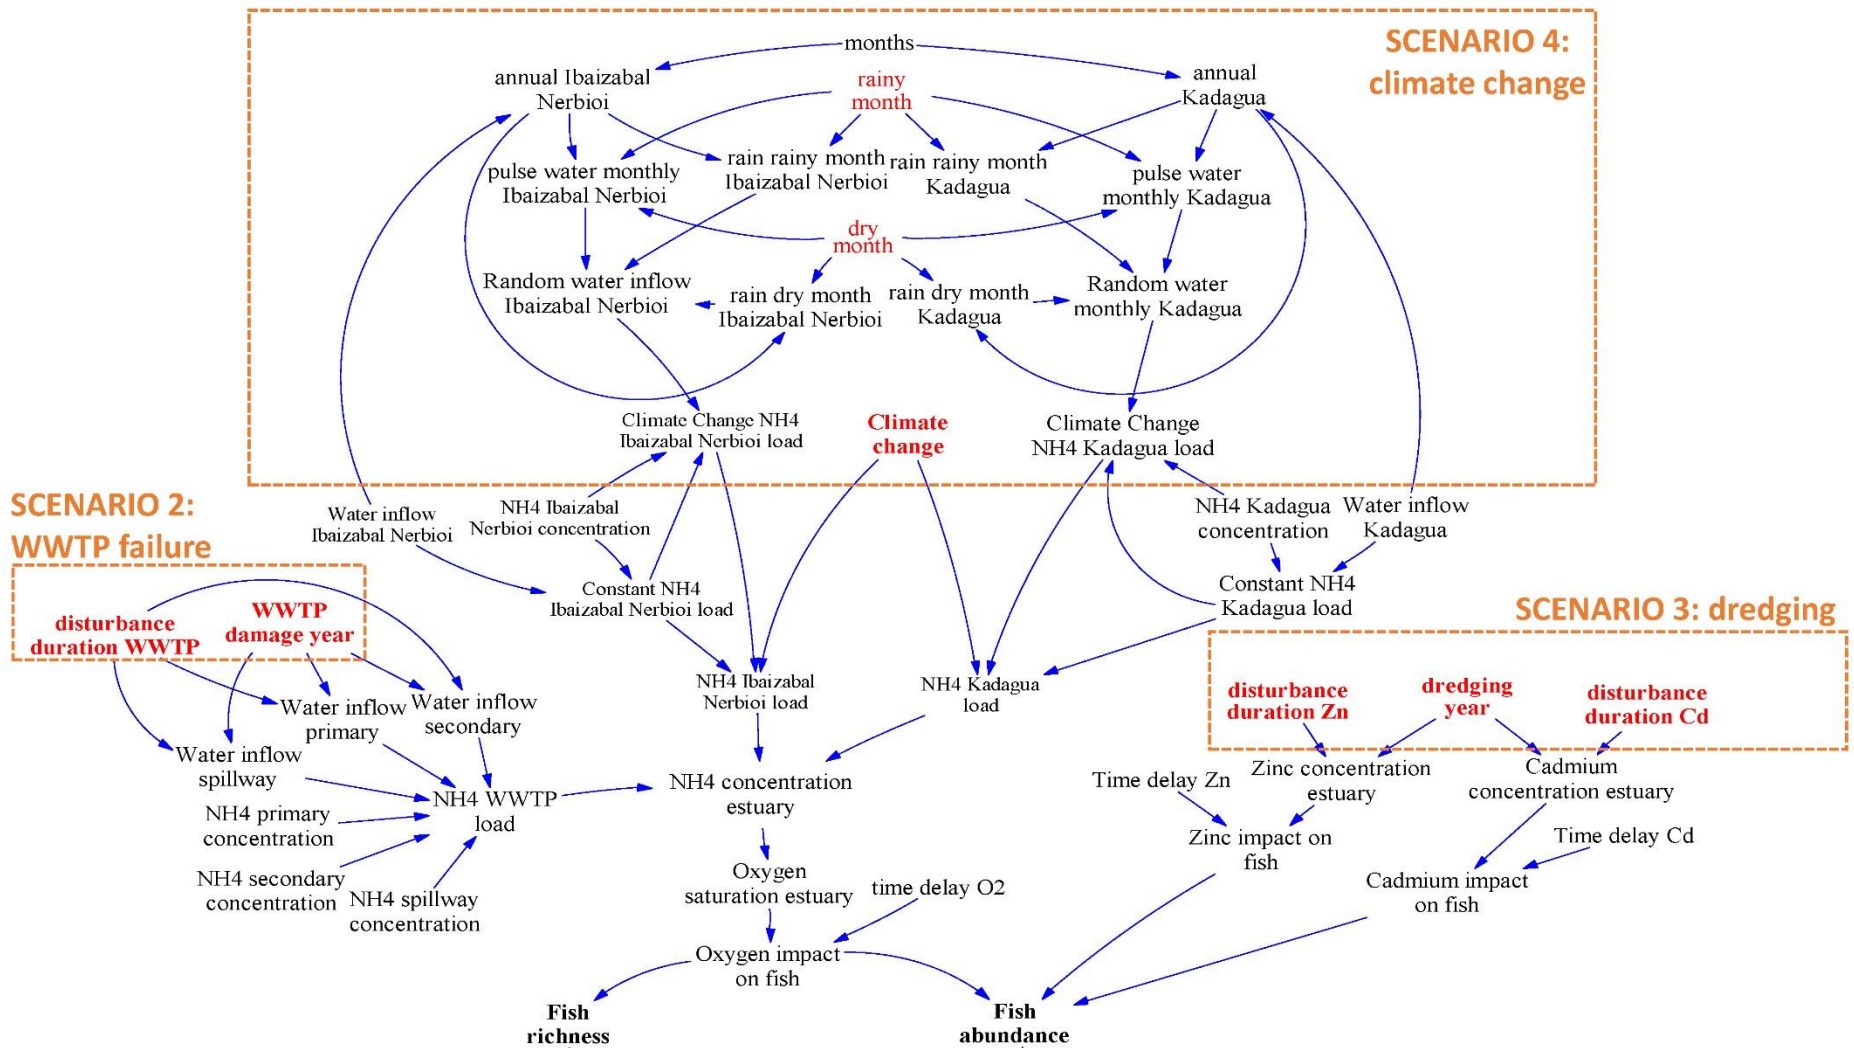 SCENARIO 4:
climate change
months
annual Ibaizabal
Nerbioi
rainy
month
annual
Kadagua
pulse water monthly
Ibaizabal Nerbioi
rain rainy month
Ibaizabal Nerbioi
rain rainy month
Kadagua
pulse water
monthly Kadagua
dry
month
Random water inflow
Ibaizabal Nerbioi
rain dry month
Ibaizabal Nerbioi
rain dry month
Kadagua
Random water
monthly Kadagua
Climate Change NH4
Ibaizabal Nerbioi load
Climate
change
Climate Change
NH4 Kadagua load
SCENARIO 2:
WWTP failure
Water inflow
Ibaizabal Nerbioi
NH4 Ibaizabal
Nerbioi concentration
NH4 Kadagua
concentration
Water inflow
Kadagua
Constant NH4
Ibaizabal Nerbioi load
Constant NH4
Kadagua load
SCENARIO 3: dredging
disturbance
duration WWTP
WWTP
damage year
Water inflow
primary
Water inflow
secondary
NH4 Ibaizabal
Nerbioi load
NH4 Kadagua
load
disturbance
duration Zn
dredging
year
disturbance
duration Cd
Water inflow
spillway
NH4 WWTP
load
NH4 concentration
estuary
Time delay Zn
Zinc concentration
estuary
Cadmium
concentration estuary
NH4 primary
concentration
Zinc impact on
fish
Time delay Cd
NH4 secondary
concentration
NH4 spillway
concentration
Oxygen
saturation estuary
time delay O2
Cadmium impact
on fish
Oxygen impact
on fish
Fish
richness
Fish
abundance